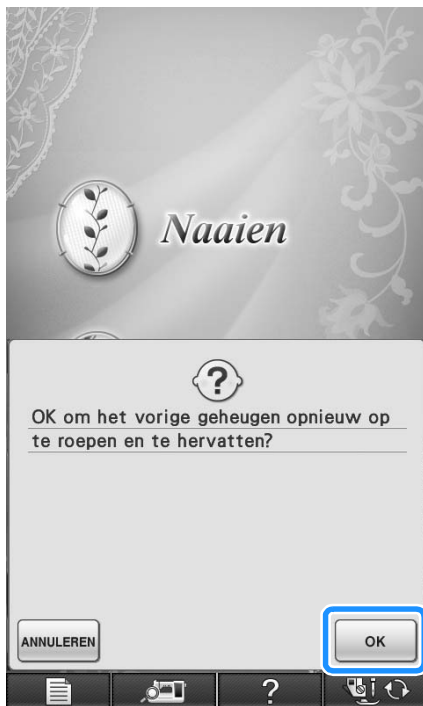 Naaien
?
OK om het vorige geheugen opnieuw op
te roepen en te hervatten?
ANNULEREN
OK
?